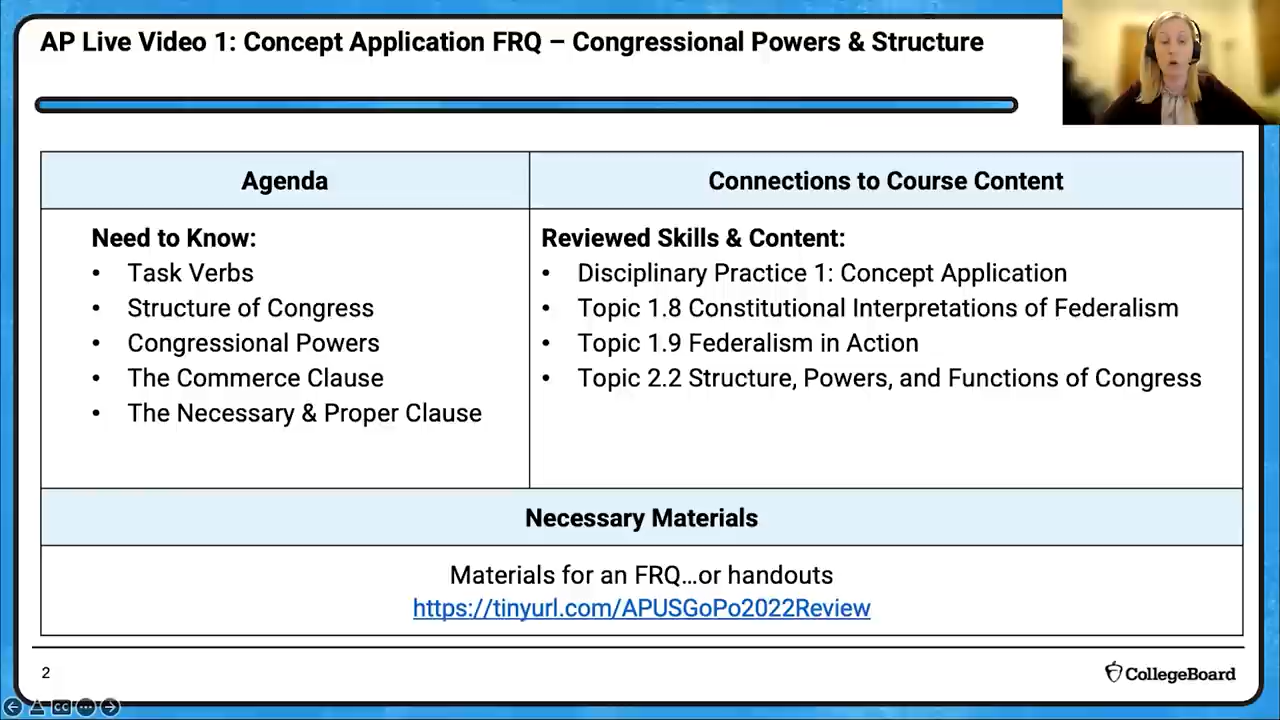 AP Live Video 1: Concept Application FRQ – Congressional Powers & Structure
Agenda
Connections to Course Content
Need to Know:
• Task Verbs
• Structure of Congress
• Congressional Powers
• The Commerce Clause
• The Necessary & Proper Clause
Reviewed Skills & Content:
• Disciplinary Practice 1: Concept Application
• Topic 1.8 Constitutional Interpretations of Federalism
• Topic 1.9 Federalism in Action
• Topic 2.2 Structure, Powers, and Functions of Congress
Necessary Materials
Materials for an FRQ…or handouts
https://tinyurl.com/APUSGoPo2022Review
2
CollegeBoard
CC